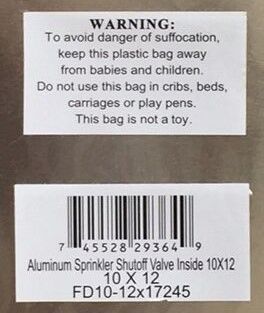 WARNING:
To avoid danger of suffocation,
keep this plastic bag away
from babies and children.
Do not use this bag in cribs, beds,
carriages or play pens.
This bag is not a toy.
7 45528 29364 9
Aluminum Sprinkler Shutoff Valve Inside 10X12
10 X 12
FD10-12x17245